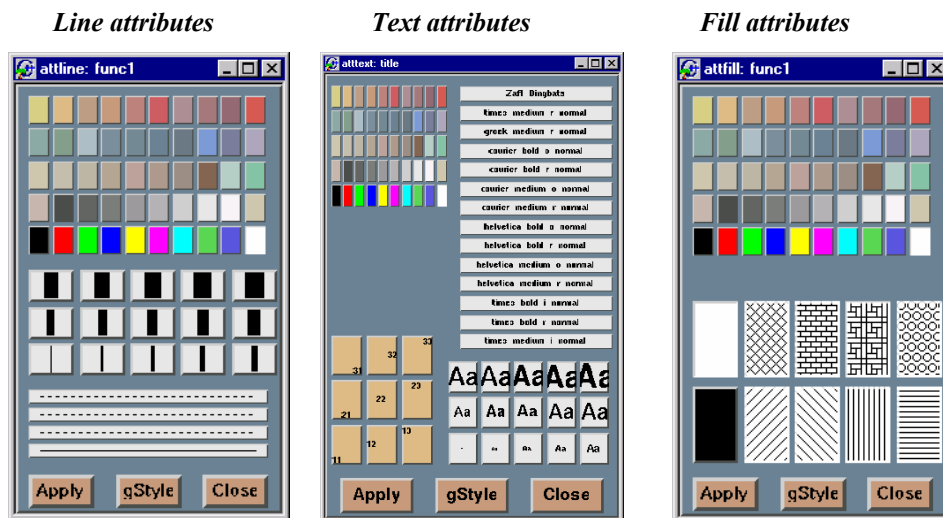 Line attributes
Text attributes
Fill attributes
attline: func1
atttext: title
attfill: func1
Zapf Dingbats
times medium r normal
greek medium r normal
courier bold o normal
courier bold r normal
courier medium o normal
courier medium r normal
helvetica bold o normal
helvetica bold r normal
helvetica medium o normal
helvetica medium r normal
times bold i normal
times bold r normal
times medium i normal
31 32 33
21 22 23
11 12 13
Aa Aa Aa Aa Aa
Aa Aa Aa Aa Aa
Aa Aa Aa
Apply gStyle Close
Apply gStyle Close
Apply gStyle Close